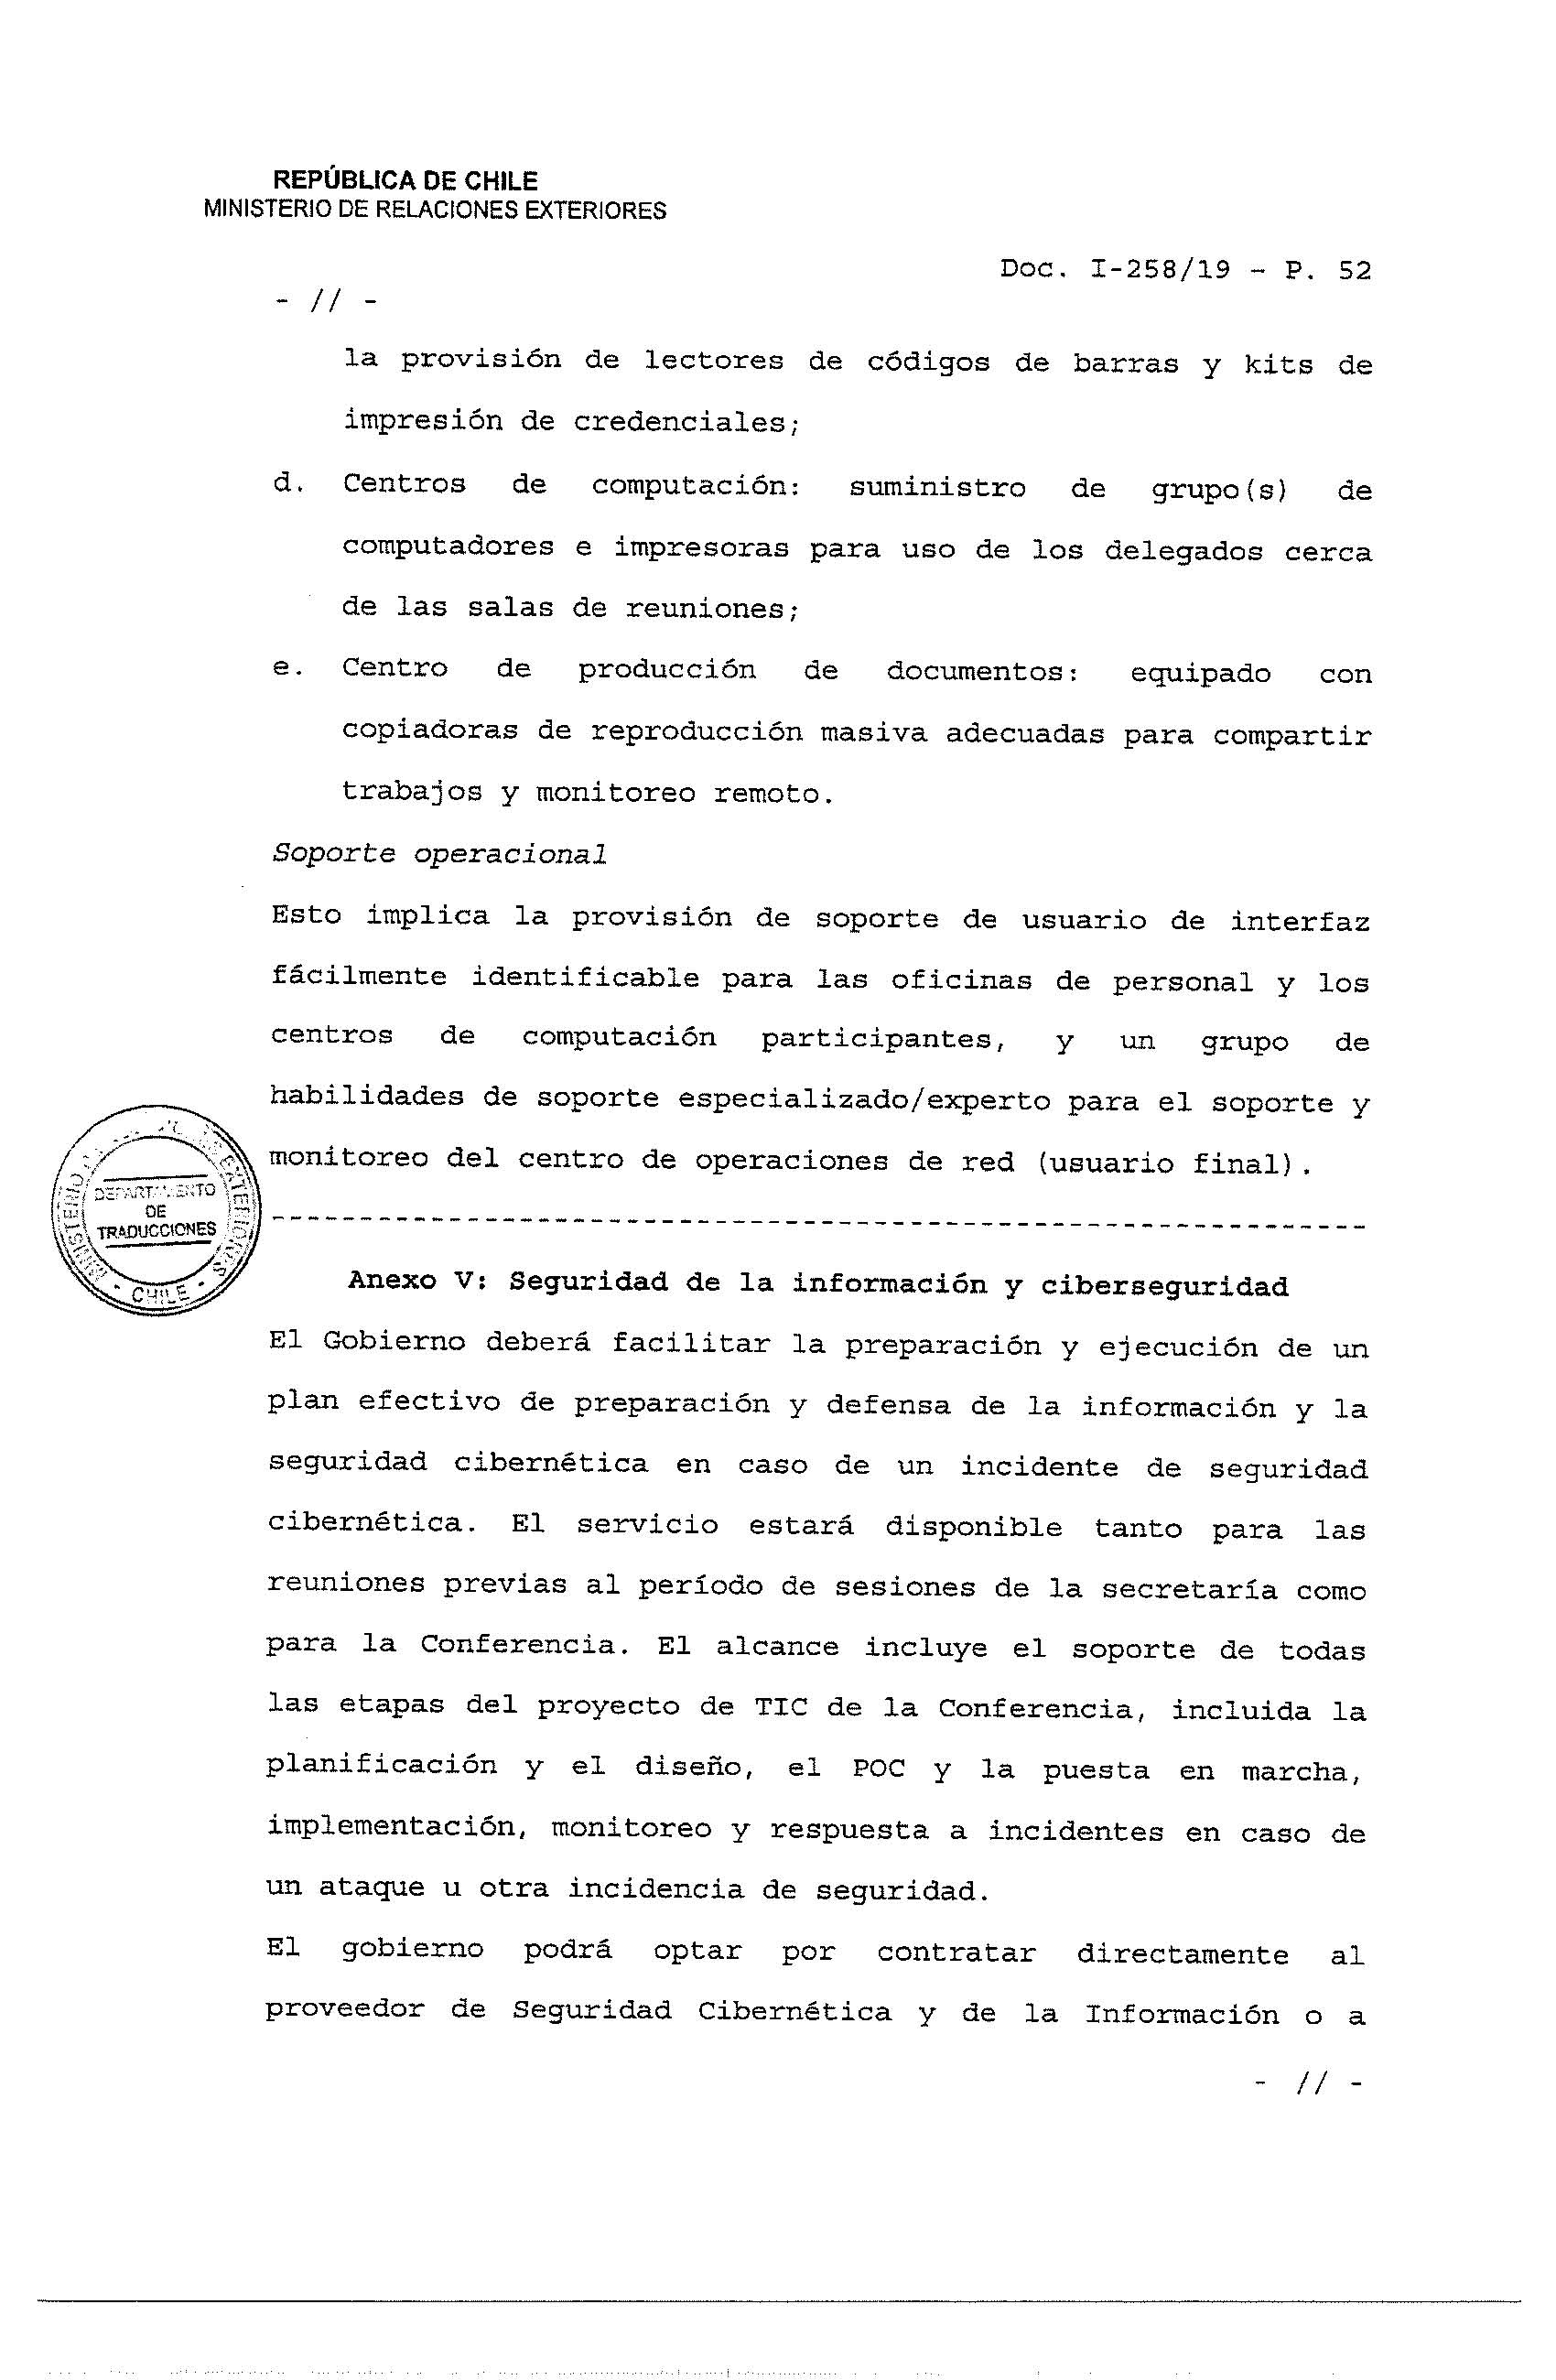 REPÚBLICA DE CHILE
MINISTERIO DE RELACIONES EXTERIORES
Doc. I-258/19 - P. 52
- // -
la provisión de lectores de códigos de barras y kits de
impresión de credenciales;
d. Centros de computación: suministro de grupo(s) de
computadores e impresoras para uso de los delegados cerca
de las salas de reuniones;
e. Centro de producción de documentos: equipado con
copiadoras de reproducción masiva adecuadas para compartir
trabajos y monitoreo remoto.
Soporte operacional
Esto implica la provisión de soporte de usuario de interfaz
fácilmente identificable para las oficinas de personal y los
centros de computación participantes, y un grupo de
habilidades de soporte especializado/experto para el soporte y
monitoreo del centro de operaciones de red (usuario final).
MINISTERIO DE EXTERIORES
DEPARTAMENTO
DE
TRADUCCIONES
- CHILE -
--------------------------------------------------------------
Anexo V: Seguridad de la información y ciberseguridad
El Gobierno deberá facilitar la preparación y ejecución de un
plan efectivo de preparación y defensa de la información y la
seguridad cibernética en caso de un incidente de seguridad
cibernética. El servicio estará disponible tanto para las
reuniones previas al período de sesiones de la secretaría como
para la Conferencia. El alcance incluye el soporte de todas
las etapas del proyecto de TIC de la Conferencia, incluida la
planificación y el diseño, el POC y la puesta en marcha,
implementación, monitoreo y respuesta a incidentes en caso de
un ataque u otra incidencia de seguridad.
El gobierno podrá optar por contratar directamente al
proveedor de Seguridad Cibernética y de la Información o a
- // -